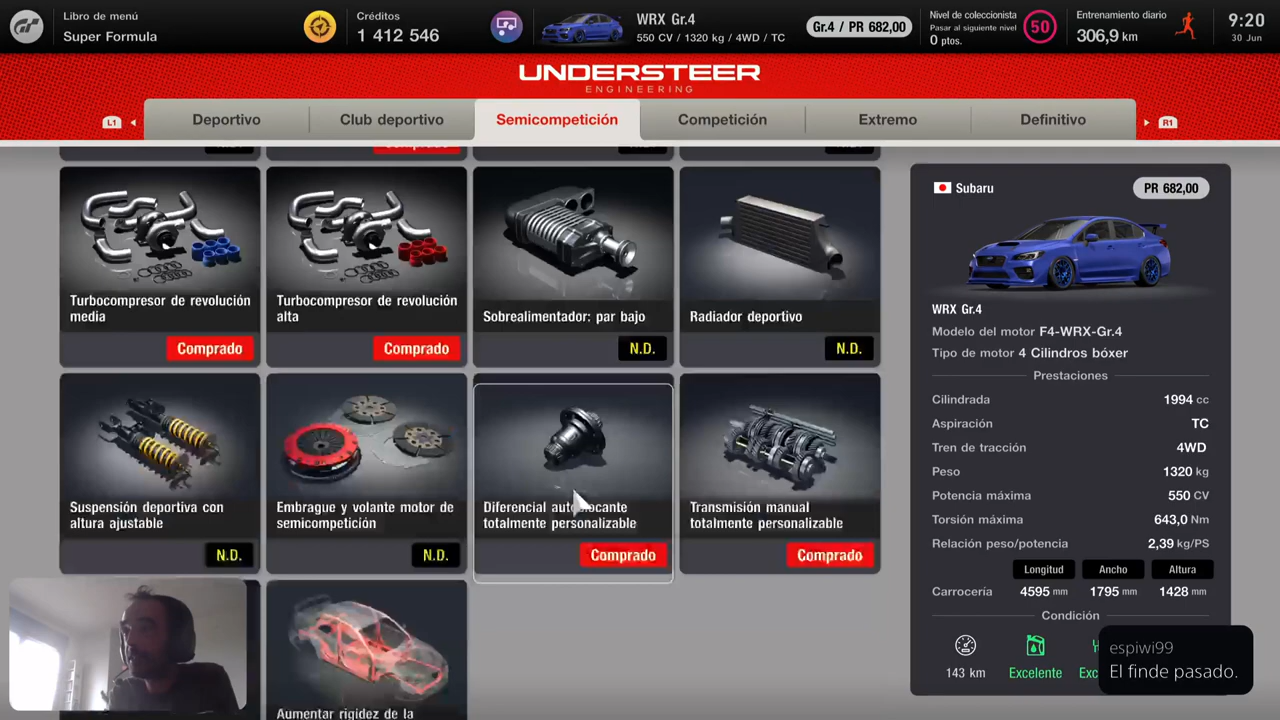 Libro de menú
Super Formula
Créditos
1 412 546
WRX Gr.4
550 CV / 1320 kg / 4WD / TC
Gr.4 / PR 682,00
Nivel de coleccionista
Pasar al siguiente nivel
0 ptos.
50
Entrenamiento diario
306,9 km
9:20
30 Jun
UNDERSTEER
ENGINEERING
L1
Deportivo
Club deportivo
Semicompetición
Competición
Extremo
Definitivo
R1
Turbocompresor de revolución
media
Comprado
Turbocompresor de revolución
alta
Comprado
Sobrealimentador: par bajo
N.D.
Radiador deportivo
N.D.
Suspensión deportiva con
altura ajustable
N.D.
Embrague y volante motor de
semicompetición
N.D.
Diferencial
totalmente personalizable
Comprado
Transmisión manual
totalmente personalizable
Comprado
Aumentar rigidez de la
Subaru
PR 682,00
WRX Gr.4
Modelo del motor F4-WRX-Gr.4
Tipo de motor 4 Cilindros bóxer
Prestaciones
Cilindrada 1994 cc
Aspiración TC
Tren de tracción 4WD
Peso 1320 kg
Potencia máxima 550 CV
Torsión máxima 643,0 Nm
Relación peso/potencia 2,39 kg/PS
Longitud Ancho Altura
Carrocería 4595 mm 1795 mm 1428 mm
Condición
143 km
Excelente
espiwi99
El finde pasado.